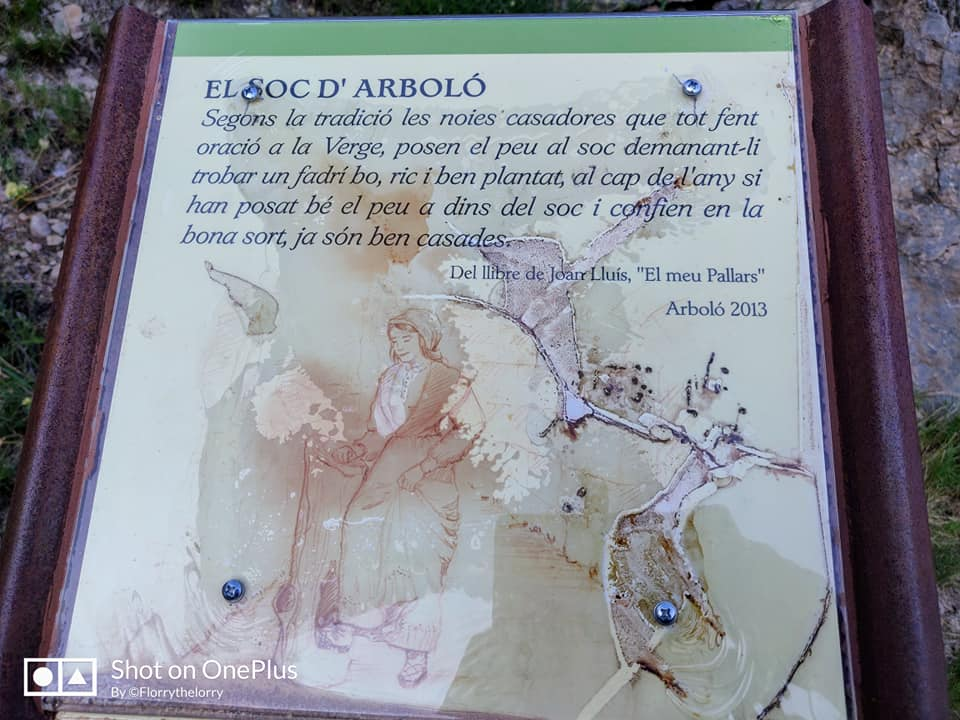 EL SOC D' ARBOLÓ
Segons la tradició les noies casadores que tot fent
oració a la Verge, posen el peu al soc demanant-li
trobar un fadrí bo, ric i ben plantat, al cap de l'any si
han posat bé el peu a dins del soc i confien en la
bona sort, ja són ben casades.
Del llibre de Joan Lluís, "El meu Pallars"
Arboló 2013
Shot on OnePlus
By ©Florrythelorry